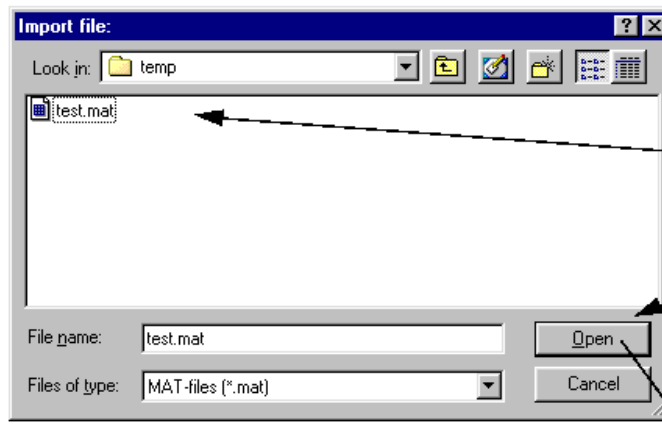 Import file:
Look in: temp
test.mat
File name: test.mat Open
Files of type: MAT-files (*.mat) Cancel